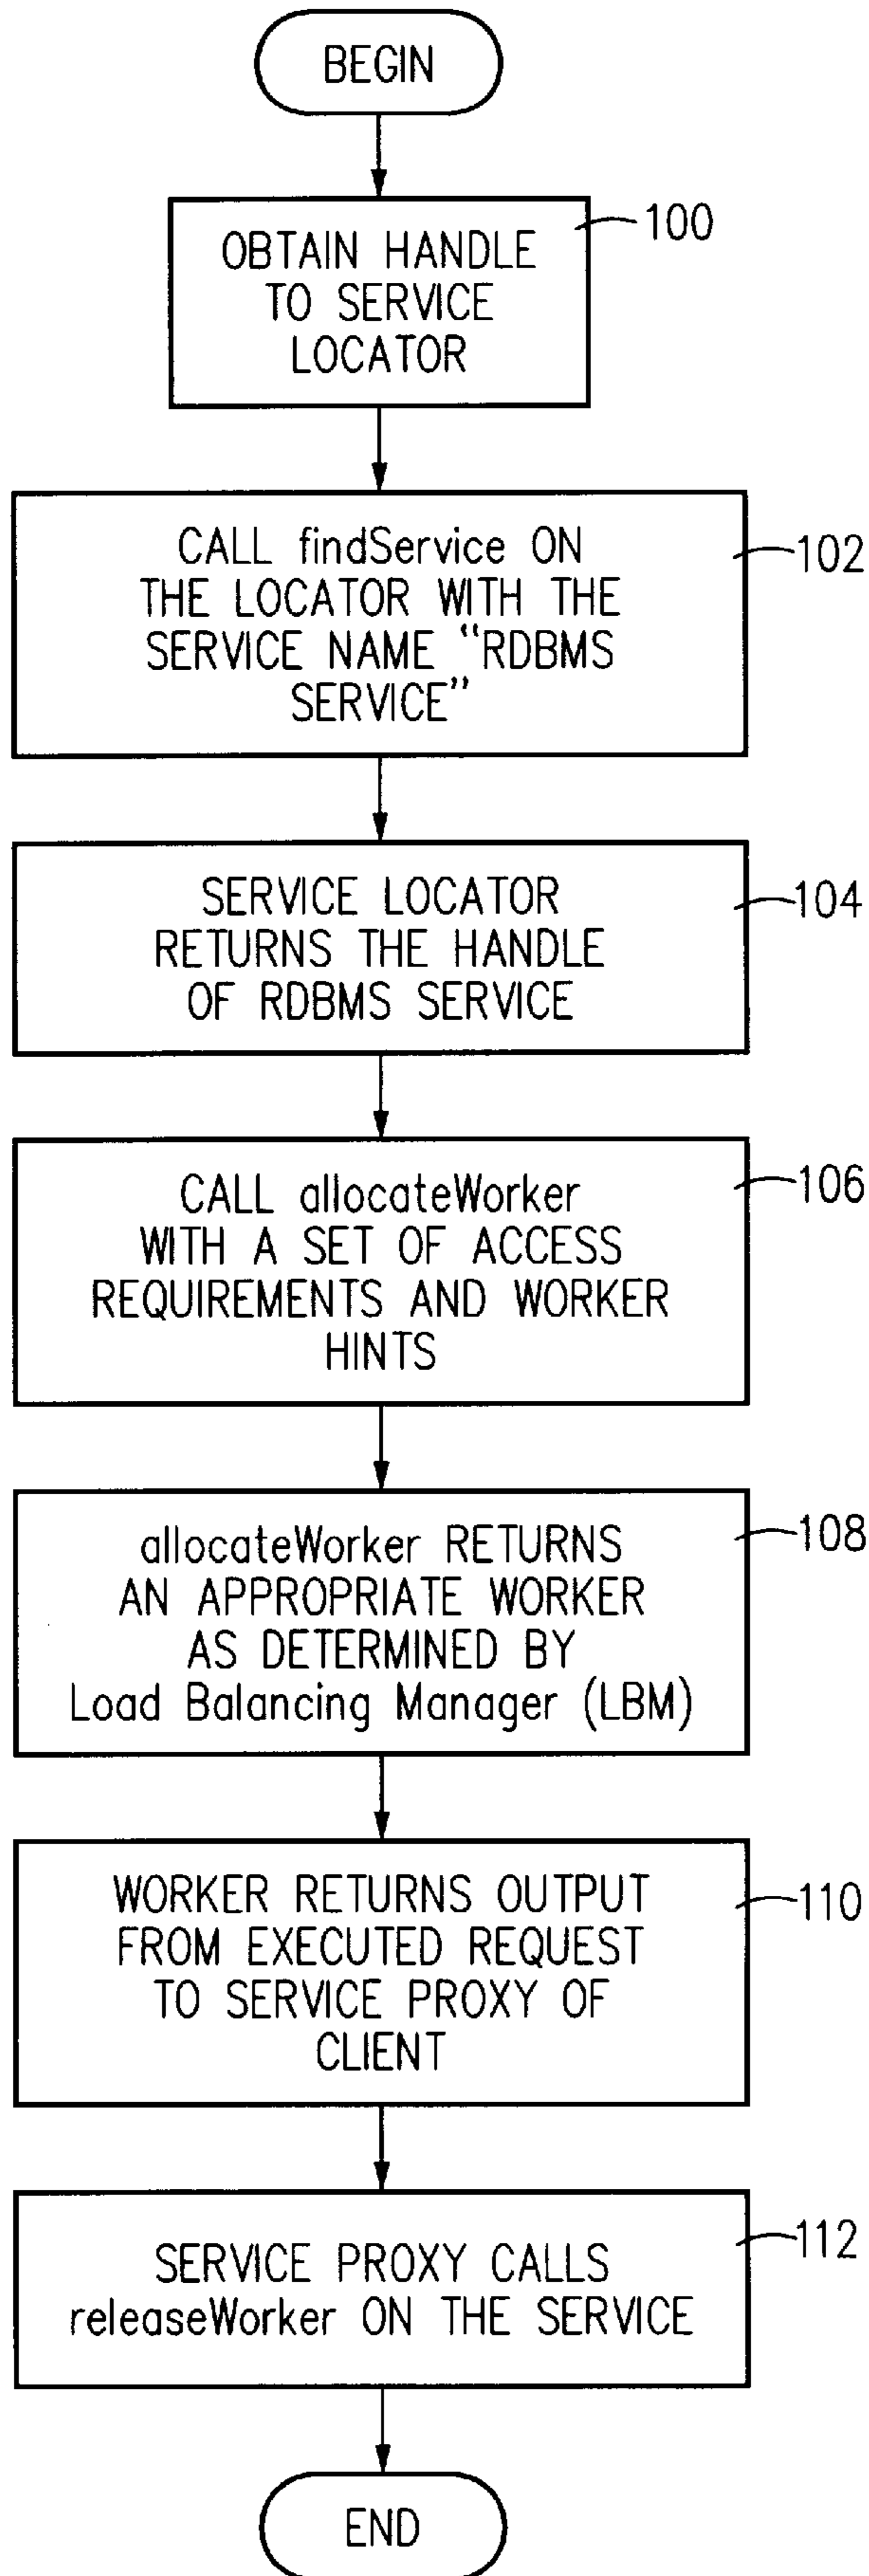 BEGIN
OBTAIN HANDLE
TO SERVICE
LOCATOR
100
CALL findService ON
THE LOCATOR WITH THE
SERVICE NAME “RDBMS
SERVICE”
102
SERVICE LOCATOR
RETURNS THE HANDLE
OF RDBMS SERVICE
104
CALL allocateWorker
WITH A SET OF ACCESS
REQUIREMENTS AND WORKER
HINTS
106
allocateWorker RETURNS
AN APPROPRIATE WORKER
AS DETERMINED BY
Load Balancing Manager (LBM)
108
WORKER RETURNS OUTPUT
FROM EXECUTED REQUEST
TO SERVICE PROXY OF
CLIENT
110
SERVICE PROXY CALLS
releaseWorker ON THE SERVICE
112
END